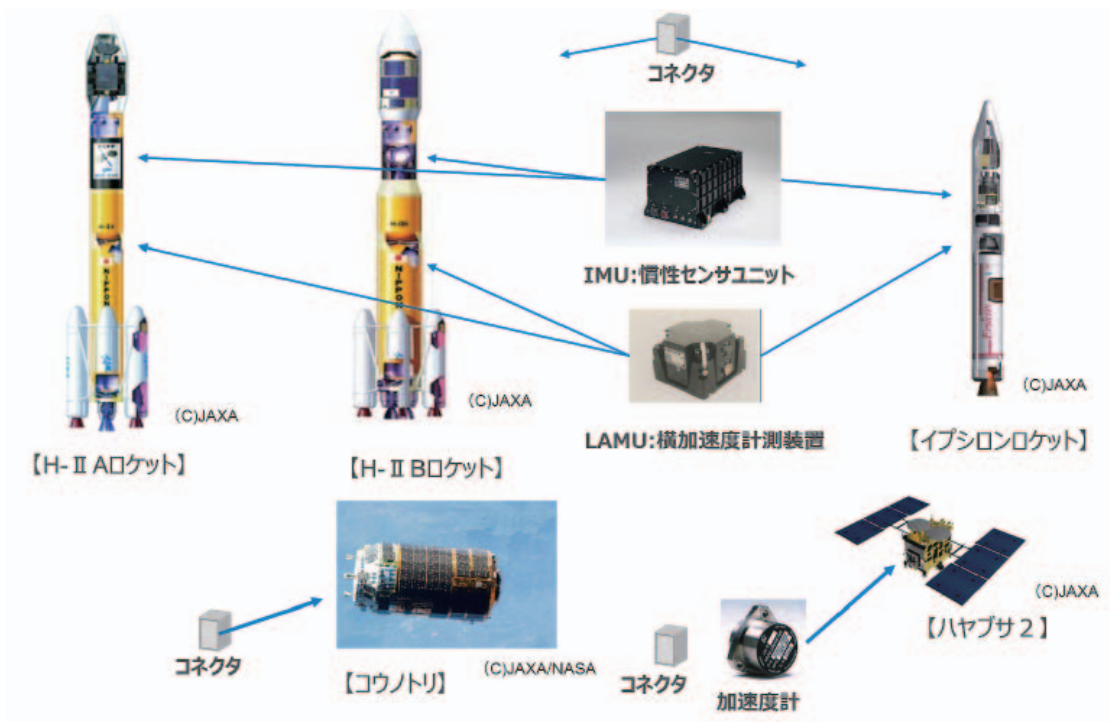 コネクタ
NIPPON
NIPPON
IMU:慣性センサユニット
(C)JAXA
(C)JAXA
(C)JAXA
LAMU:横加速度計測装置
【H-ⅡAロケット】
【H-ⅡBロケット】
【イプシロンロケット】
(C)JAXA
コネクタ
【コウノトリ】
(C)JAXA/NASA
コネクタ
加速度計
【ハヤブサ2】